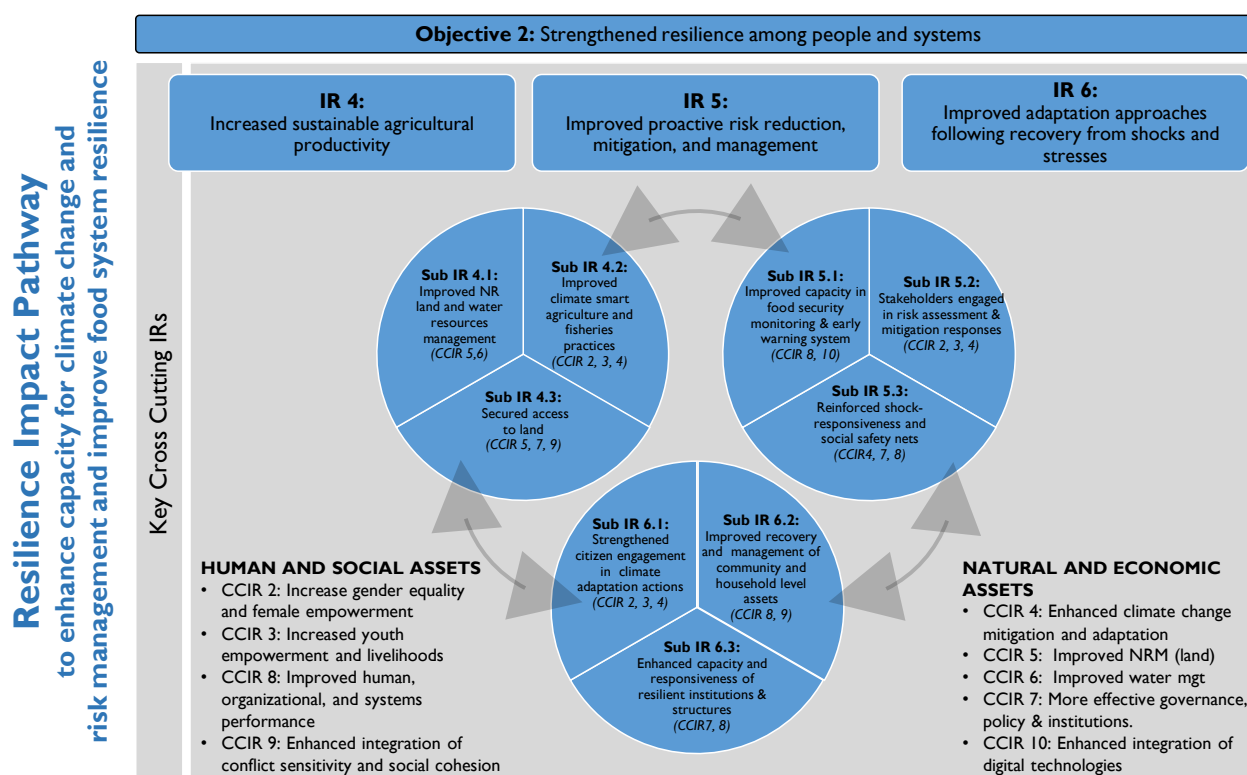 Objective 2: Strengthened resilience among people and systems
Resilience Impact Pathway
to enhance capacity for climate change and
risk management and improve food system resilience
Key Cross Cutting IRs
IR 4:
Increased sustainable agricultural
productivity
IR 5:
Improved proactive risk reduction,
mitigation, and management
IR 6:
Improved adaptation approaches
following recovery from shocks and
stresses
Sub IR 4.1:
Improved NR
land and water
resources
management
(CCIR 5,6)
Sub IR 4.2:
Improved
climate smart
agriculture and
fisheries
practices
(CCIR 2, 3, 4)
Sub IR 4.3:
Secured access
to land
(CCIR 5, 7, 9)
Sub IR 5.1:
Improved capacity in
food security
monitoring & early
warning system
(CCIR 8, 10)
Sub IR 5.2:
Stakeholders engaged
in risk assessment &
mitigation responses
(CCIR 2, 3, 4)
Sub IR 5.3:
Reinforced shock-
responsiveness and
social safety nets
(CCIR4, 7, 8)
Sub IR 6.1:
Strengthened
citizen engagement
in climate
adaptation actions
(CCIR 2, 3, 4)
Sub IR 6.2:
Improved recovery
and management of
community and
household level
assets
(CCIR 8, 9)
Sub IR 6.3:
Enhanced capacity and
responsiveness of
resilient institutions &
structures
(CCIR7, 8)
HUMAN AND SOCIAL ASSETS
• CCIR 2: Increase gender equality
and female empowerment
• CCIR 3: Increased youth
empowerment and livelihoods
• CCIR 8: Improved human,
organizational, and systems
performance
• CCIR 9: Enhanced integration of
conflict sensitivity and social cohesion
NATURAL AND ECONOMIC
ASSETS
• CCIR 4: Enhanced climate change
mitigation and adaptation
• CCIR 5: Improved NRM (land)
• CCIR 6: Improved water mgt
• CCIR 7: More effective governance,
policy & institutions.
• CCIR 10: Enhanced integration of
digital technologies